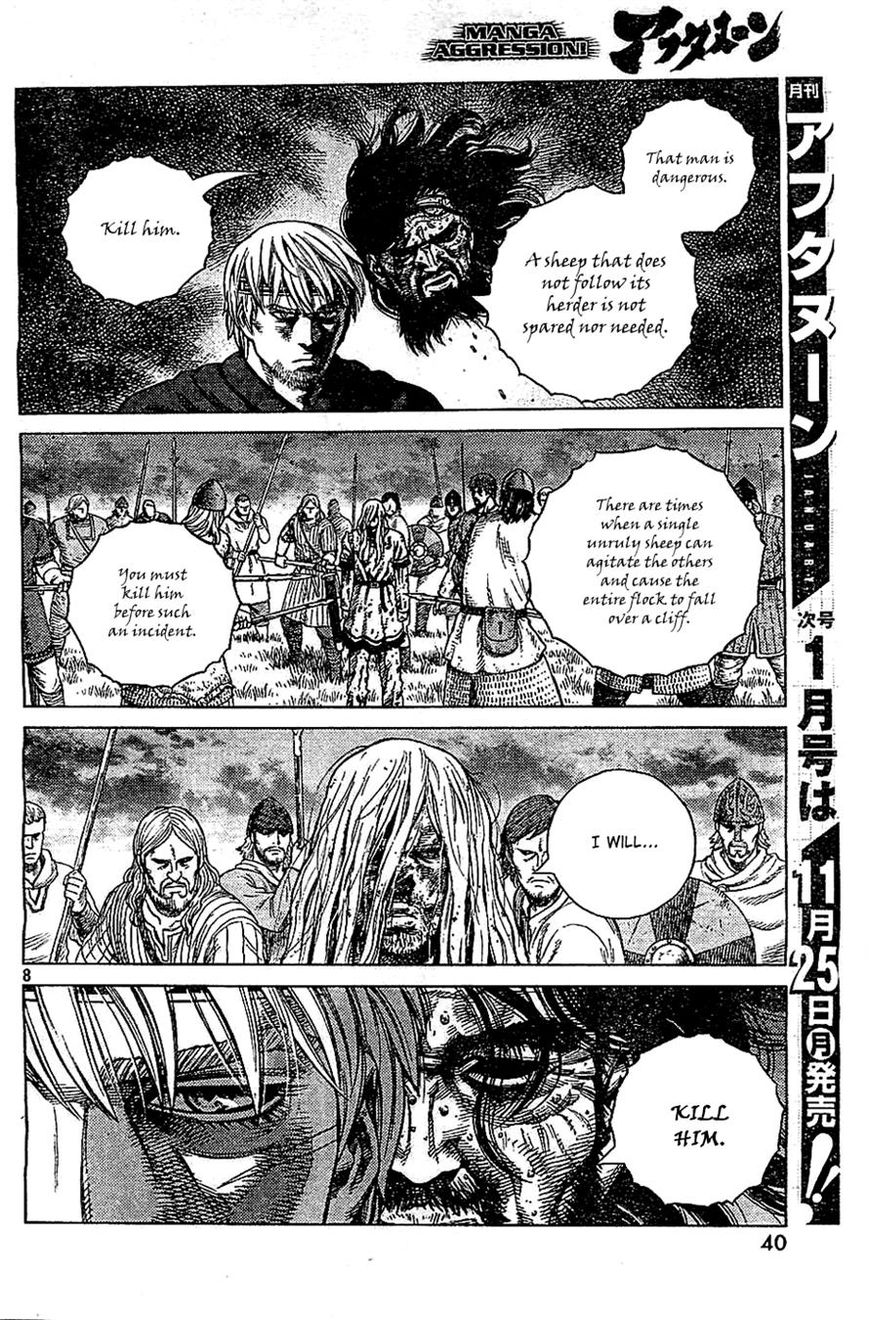 MANGA
AGGRESSION!
アフタヌーン
月刊
アフタヌーン
JANUARY
次号1月号は11月25日月発売!!
That man is
dangerous.
A sheep that does
not follow its
herder is not
spared nor needed.
Kill him.
There are times
when a single
unruly sheep can
agitate the others
and cause the
entire flock to fall
over a cliff.
You must
kill him
before such
an incident.
I WILL...
8
KILL
HIM.
40